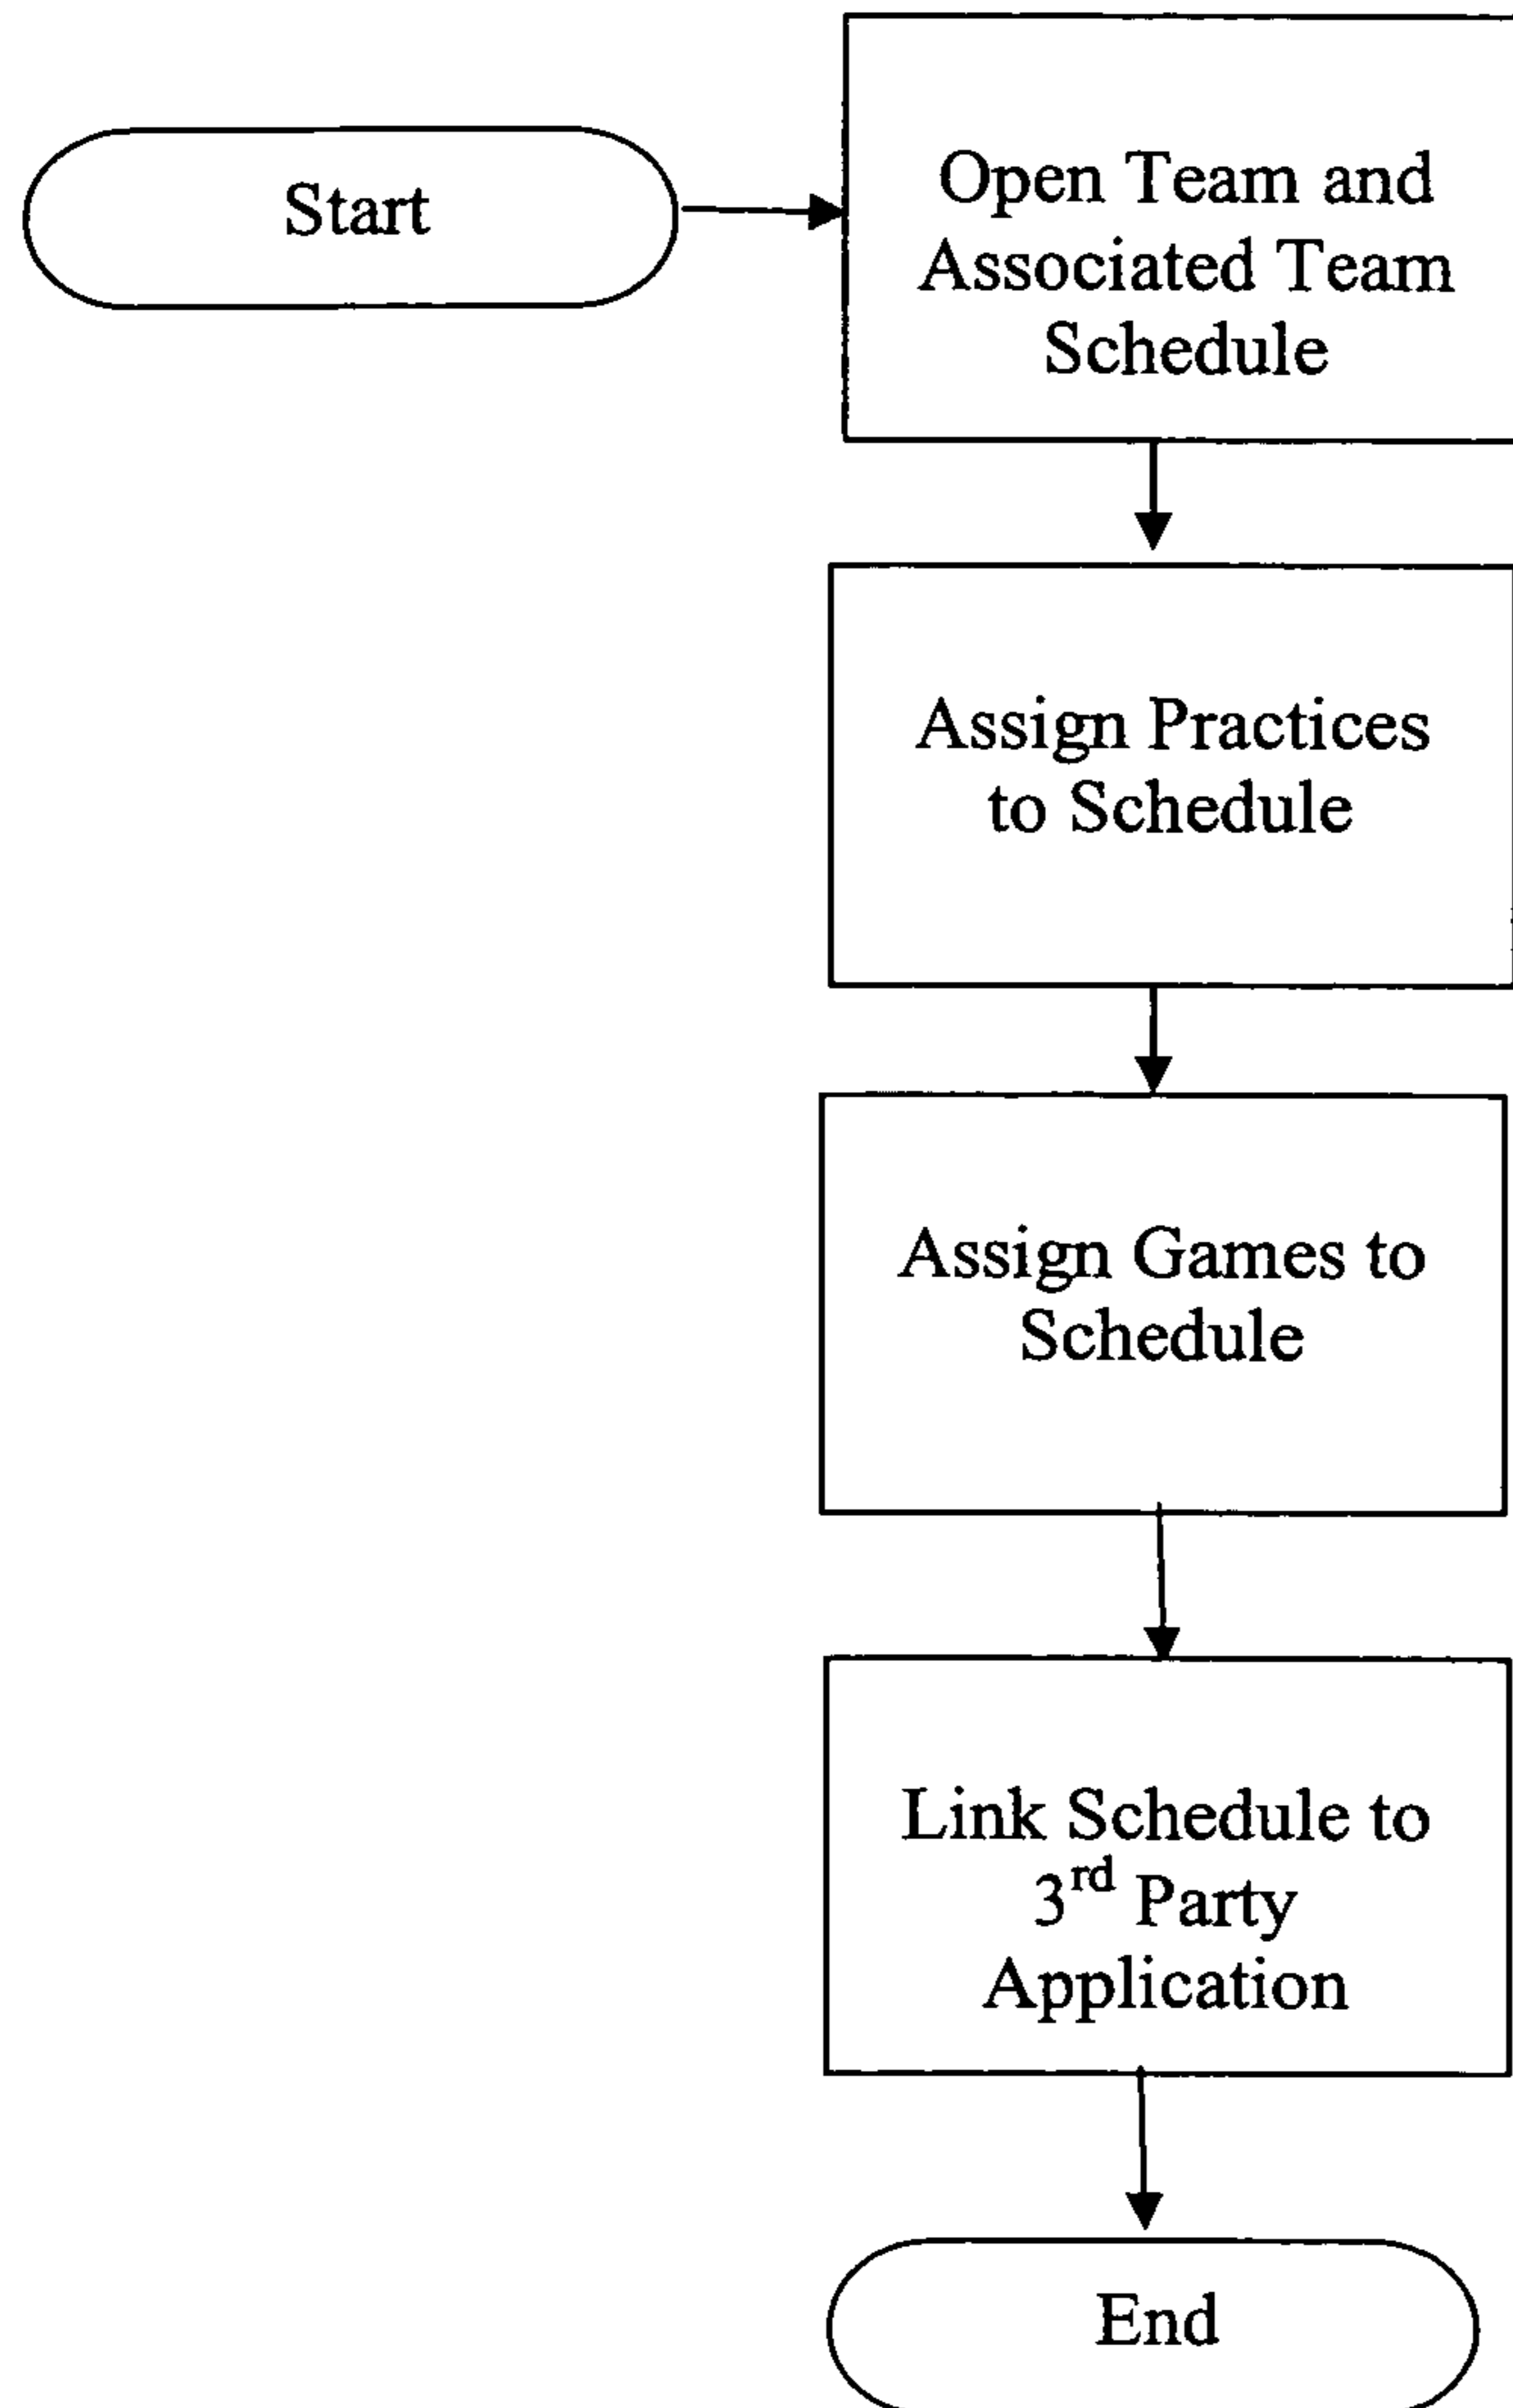 Start
Open Team and
Associated Team
Schedule
Assign Practices
to Schedule
Assign Games to
Schedule
Link Schedule to
3rd Party
Application
End